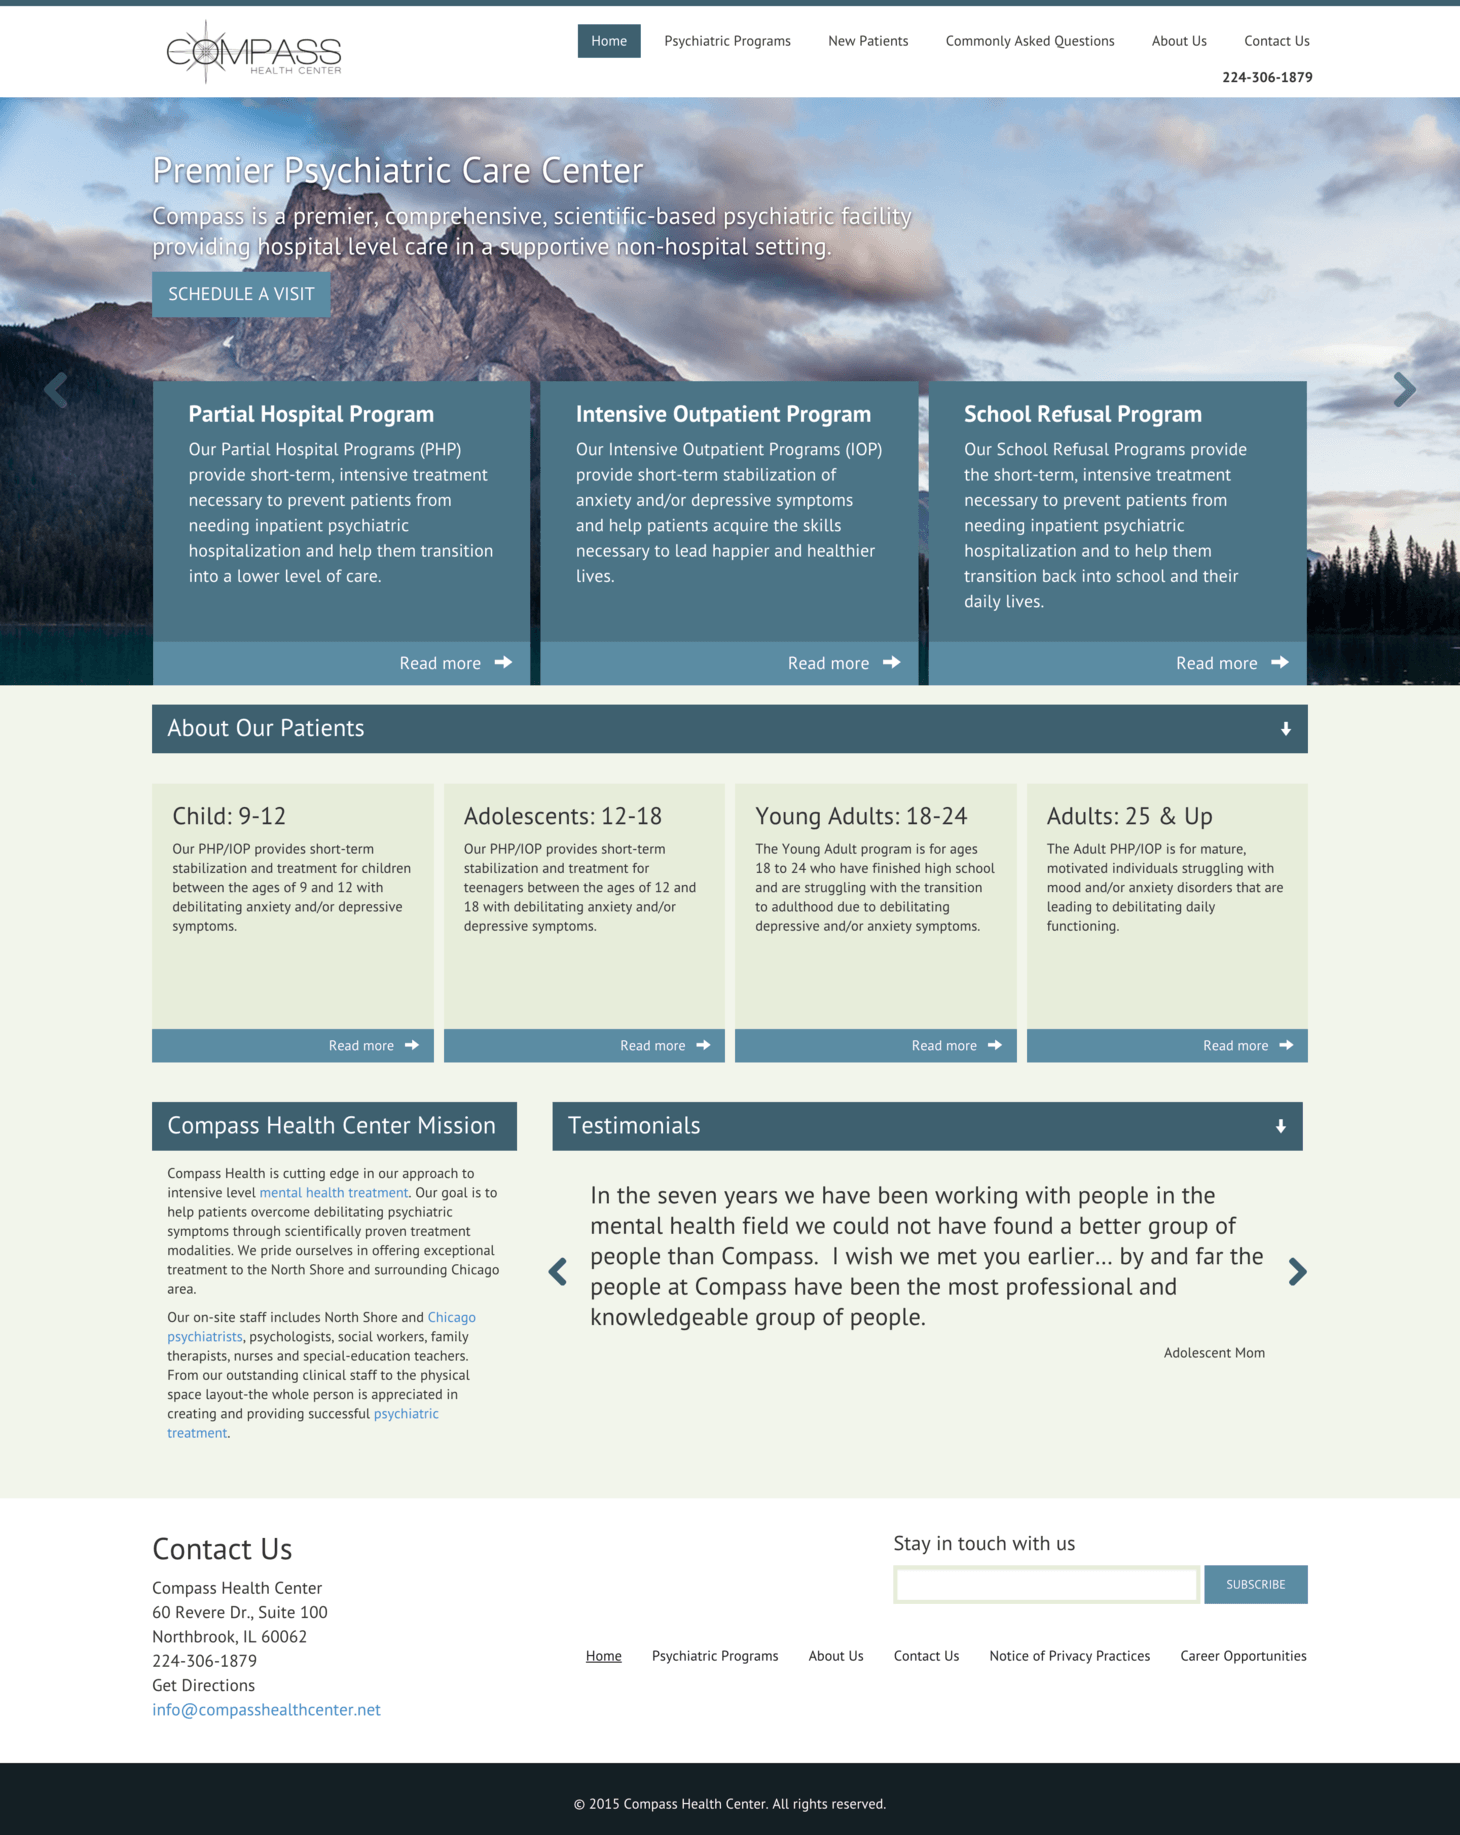 COMPASS
HEALTH CENTER
Home
Psychiatric Programs
New Patients
Commonly Asked Questions
About Us
Contact Us
224-306-1879
Premier Psychiatric Care Center
Compass is a premier, comprehensive, scientific-based psychiatric facility
providing hospital level care in a supportive non-hospital setting.
SCHEDULE A VISIT
Partial Hospital Program
Our Partial Hospital Programs (PHP)
provide short-term, intensive treatment
necessary to prevent patients from
needing inpatient psychiatric
hospitalization and help them transition
into a lower level of care.
Read more
Intensive Outpatient Program
Our Intensive Outpatient Programs (IOP)
provide short-term stabilization of
anxiety and/or depressive symptoms
and help patients acquire the skills
necessary to lead happier and healthier
lives.
Read more
School Refusal Program
Our School Refusal Programs provide
the short-term, intensive treatment
necessary to prevent patients from
needing inpatient psychiatric
hospitalization and to help them
transition back into school and their
daily lives.
Read more
About Our Patients
Child: 9-12
Our PHP/IOP provides short-term
stabilization and treatment for children
between the ages of 9 and 12 with
debilitating anxiety and/or depressive
symptoms.
Read more
Adolescents: 12-18
Our PHP/IOP provides short-term
stabilization and treatment for
teenagers between the ages of 12 and
18 with debilitating anxiety and/or
depressive symptoms.
Read more
Young Adults: 18-24
The Young Adult program is for ages
18 to 24 who have finished high school
and are struggling with the transition
to adulthood due to debilitating
depressive and/or anxiety symptoms.
Read more
Adults: 25 & Up
The Adult PHP/IOP is for mature,
motivated individuals struggling with
mood and/or anxiety disorders that are
leading to debilitating daily
functioning.
Read more
Compass Health Center Mission
Compass Health is cutting edge in our approach to
intensive level mental health treatment. Our goal is to
help patients overcome debilitating psychiatric
symptoms through scientifically proven treatment
modalities. We pride ourselves in offering exceptional
treatment to the North Shore and surrounding Chicago
area.
Our on-site staff includes North Shore and Chicago
psychiatrists, psychologists, social workers, family
therapists, nurses and special-education teachers.
From our outstanding clinical staff to the physical
space layout-the whole person is appreciated in
creating and providing successful psychiatric
treatment.
Testimonials
In the seven years we have been working with people in the
mental health field we could not have found a better group of
people than Compass.  I wish we met you earlier... by and far the
people at Compass have been the most professional and
knowledgeable group of people.
Adolescent Mom
Contact Us
Compass Health Center
60 Revere Dr., Suite 100
Northbrook, IL 60062
224-306-1879
Get Directions
info@compasshealthcenter.net
Stay in touch with us
SUBSCRIBE
Home
Psychiatric Programs
About Us
Contact Us
Notice of Privacy Practices
Career Opportunities
© 2015 Compass Health Center. All rights reserved.